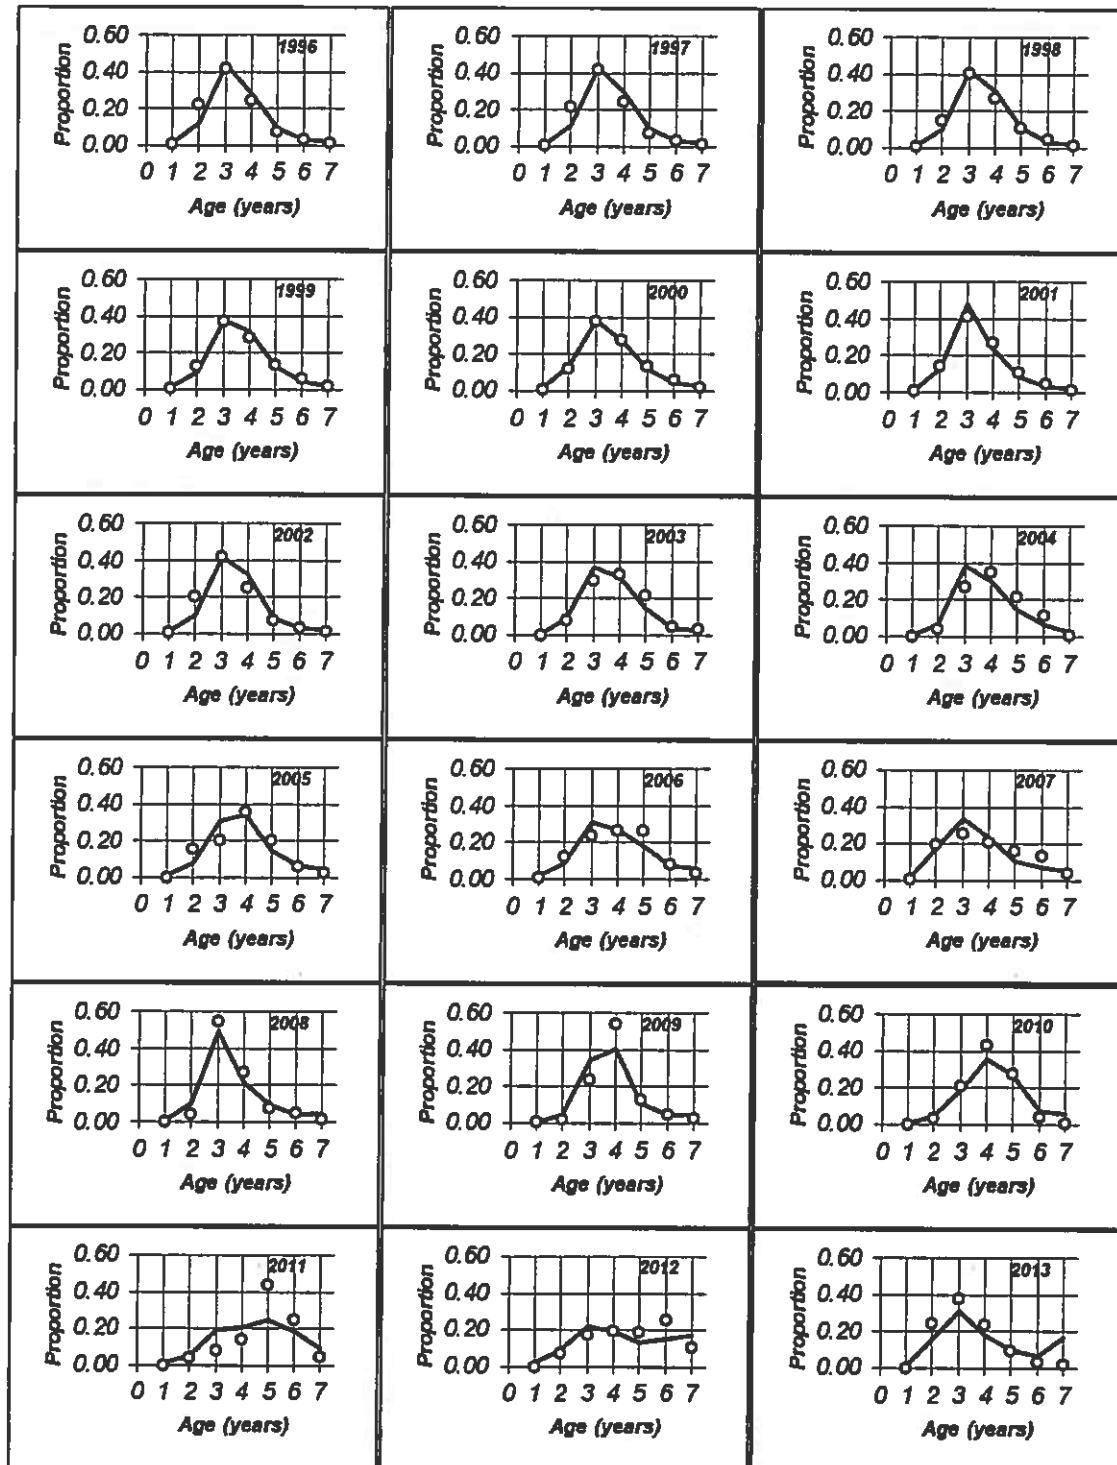 0.60 1996
0.40
0.20
0.00
Proportion
0 1 2 3 4 5 6 7
Age (years)
0.60 1997
0.40
0.20
0.00
Proportion
0 1 2 3 4 5 6 7
Age (years)
0.60 1998
0.40
0.20
0.00
Proportion
0 1 2 3 4 5 6 7
Age (years)
0.60 1999
0.40
0.20
0.00
Proportion
0 1 2 3 4 5 6 7
Age (years)
0.60 2000
0.40
0.20
0.00
Proportion
0 1 2 3 4 5 6 7
Age (years)
0.60 2001
0.40
0.20
0.00
Proportion
0 1 2 3 4 5 6 7
Age (years)
0.60 2002
0.40
0.20
0.00
Proportion
0 1 2 3 4 5 6 7
Age (years)
0.60 2003
0.40
0.20
0.00
Proportion
0 1 2 3 4 5 6 7
Age (years)
0.60 2004
0.40
0.20
0.00
Proportion
0 1 2 3 4 5 6 7
Age (years)
0.60 2005
0.40
0.20
0.00
Proportion
0 1 2 3 4 5 6 7
Age (years)
0.60 2006
0.40
0.20
0.00
Proportion
0 1 2 3 4 5 6 7
Age (years)
0.60 2007
0.40
0.20
0.00
Proportion
0 1 2 3 4 5 6 7
Age (years)
0.60 2008
0.40
0.20
0.00
Proportion
0 1 2 3 4 5 6 7
Age (years)
0.60 2009
0.40
0.20
0.00
Proportion
0 1 2 3 4 5 6 7
Age (years)
0.60 2010
0.40
0.20
0.00
Proportion
0 1 2 3 4 5 6 7
Age (years)
0.60 2011
0.40
0.20
0.00
Proportion
0 1 2 3 4 5 6 7
Age (years)
0.60 2012
0.40
0.20
0.00
Proportion
0 1 2 3 4 5 6 7
Age (years)
0.60 2013
0.40
0.20
0.00
Proportion
0 1 2 3 4 5 6 7
Age (years)